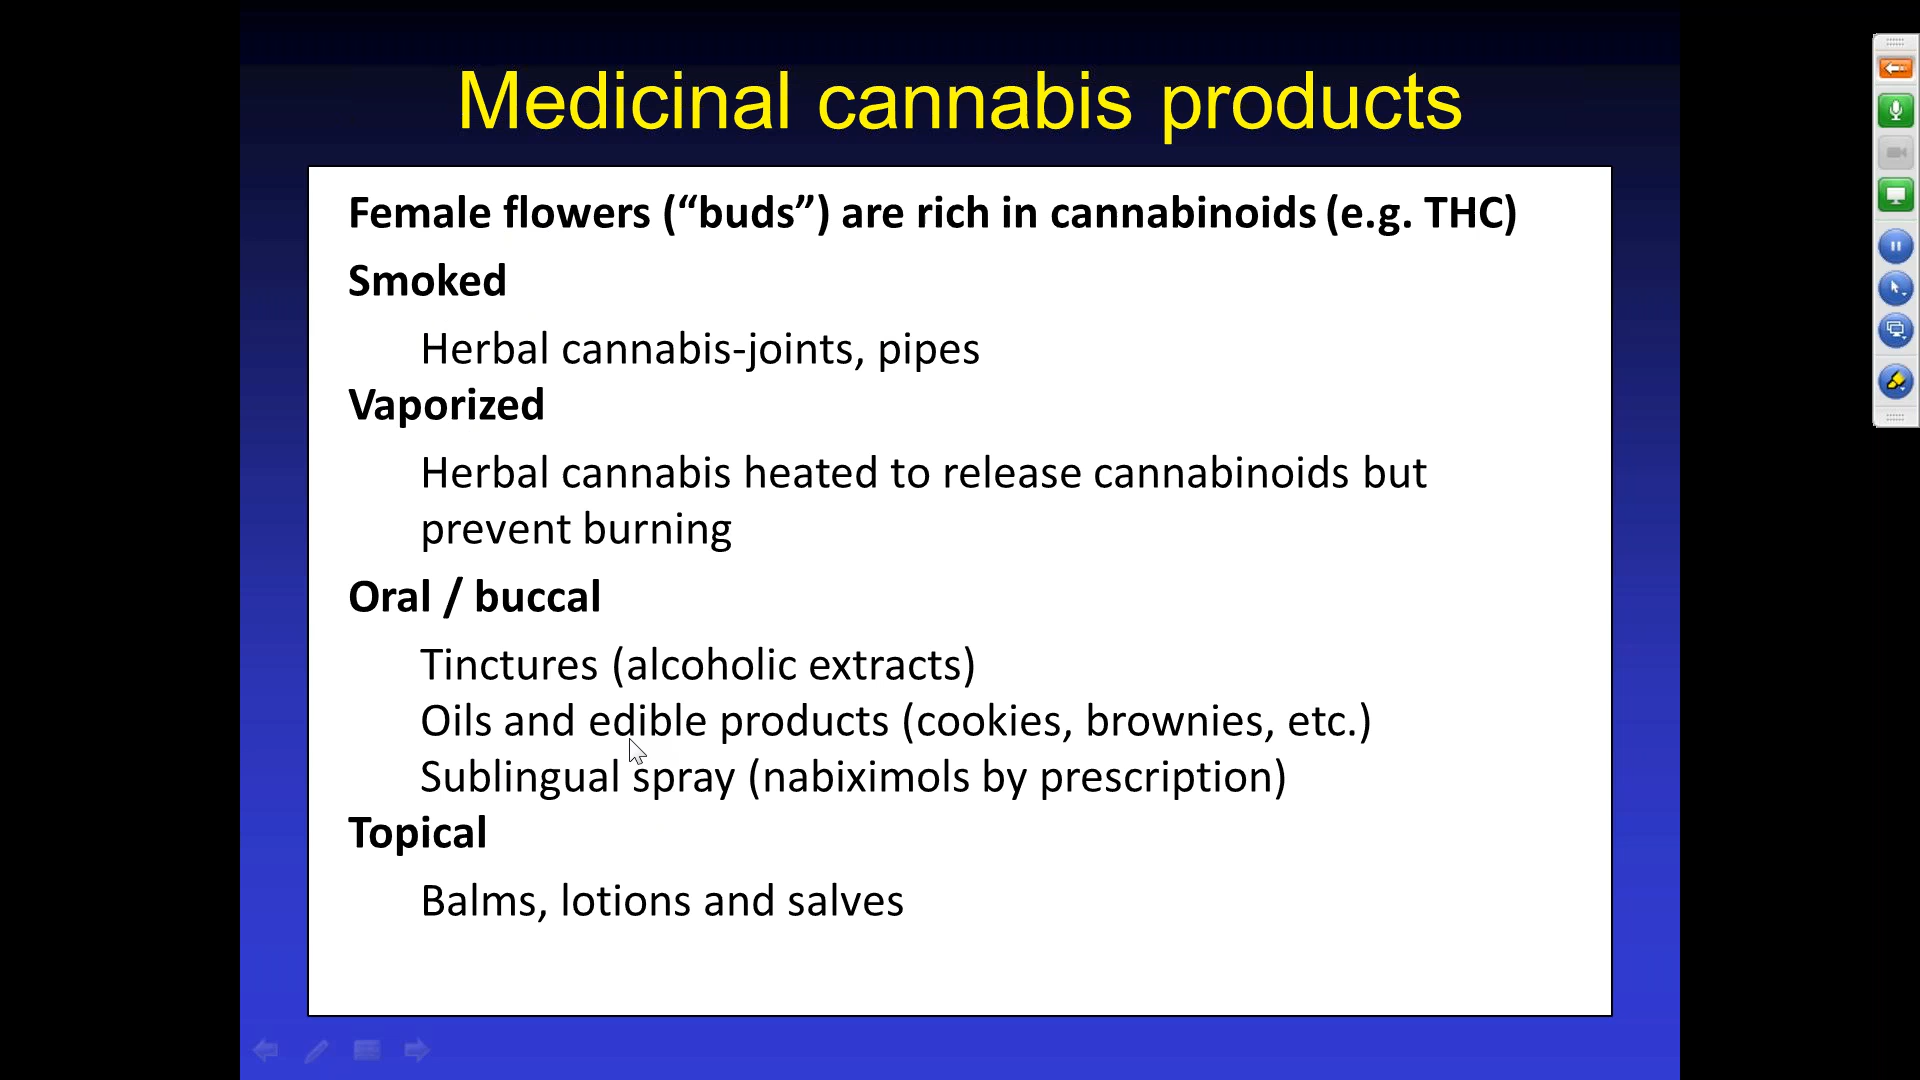 Medicinal cannabis products
Female flowers (“buds”) are rich in cannabinoids (e.g. THC)
Smoked
Herbal cannabis-joints, pipes
Vaporized
Herbal cannabis heated to release cannabinoids but
prevent burning
Oral / buccal
Tinctures (alcoholic extracts)
Oils and edible products (cookies, brownies, etc.)
Sublingual spray (nabiximols by prescription)
Topical
Balms, lotions and salves